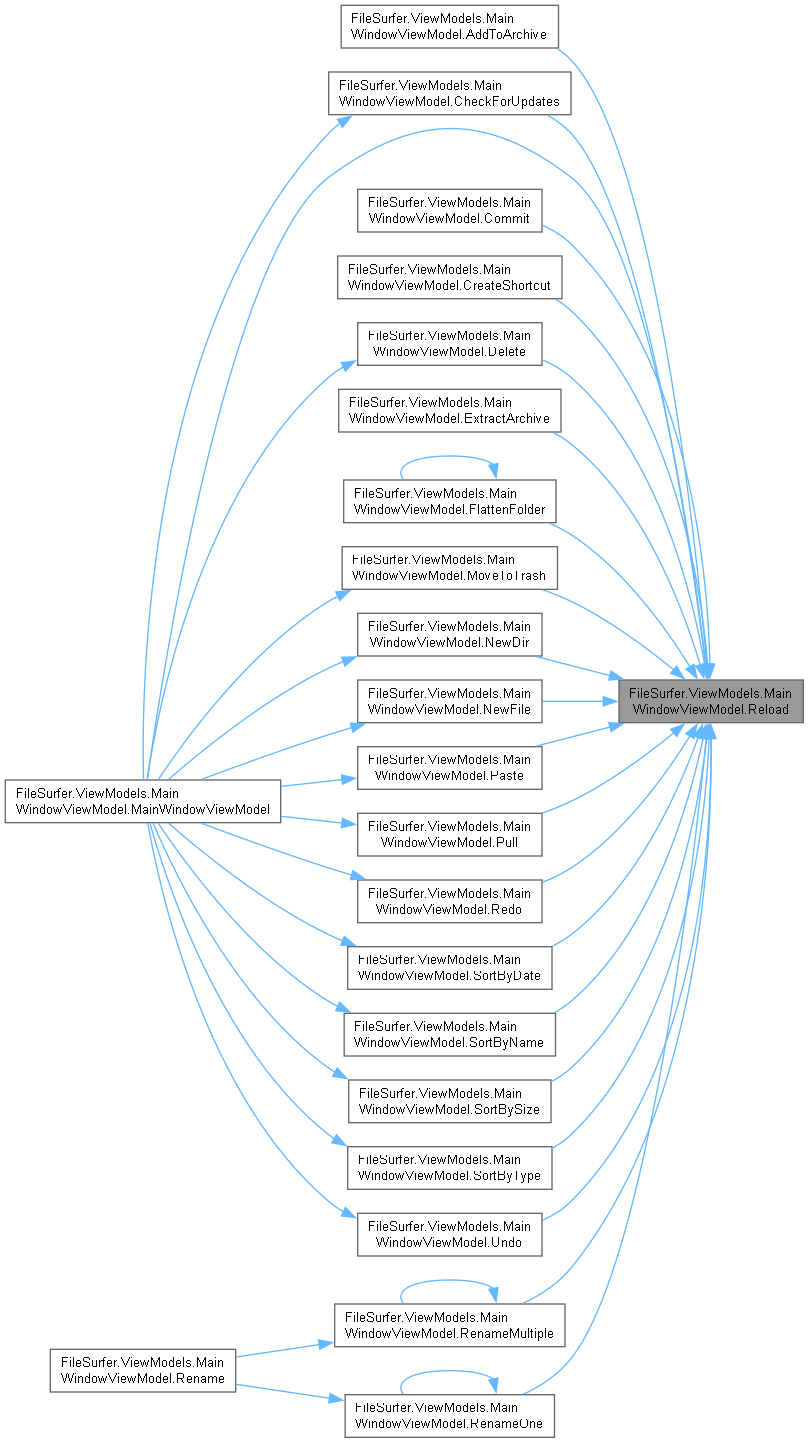 FileSurfer.ViewModels.Main
WindowViewModel.AddToArchive
FileSurfer.ViewModels.Main
WindowViewModel.CheckForUpdates
FileSurfer.ViewModels.Main
WindowViewModel.Commit
FileSurfer.ViewModels.Main
WindowViewModel.CreateShortcut
FileSurfer.ViewModels.Main
WindowViewModel.Delete
FileSurfer.ViewModels.Main
WindowViewModel.ExtractArchive
FileSurfer.ViewModels.Main
WindowViewModel.FlattenFolder
FileSurfer.ViewModels.Main
WindowViewModel.MoveToTrash
FileSurfer.ViewModels.Main
WindowViewModel.NewDir
FileSurfer.ViewModels.Main
WindowViewModel.Reload
FileSurfer.ViewModels.Main
WindowViewModel.NewFile
FileSurfer.ViewModels.Main
WindowViewModel.Paste
FileSurfer.ViewModels.Main
WindowViewModel.MainWindowViewModel
FileSurfer.ViewModels.Main
WindowViewModel.Pull
FileSurfer.ViewModels.Main
WindowViewModel.Redo
FileSurfer.ViewModels.Main
WindowViewModel.SortByDate
FileSurfer.ViewModels.Main
WindowViewModel.SortByName
FileSurfer.ViewModels.Main
WindowViewModel.SortBySize
FileSurfer.ViewModels.Main
WindowViewModel.SortByType
FileSurfer.ViewModels.Main
WindowViewModel.Undo
FileSurfer.ViewModels.Main
WindowViewModel.RenameMultiple
FileSurfer.ViewModels.Main
WindowViewModel.Rename
FileSurfer.ViewModels.Main
WindowViewModel.RenameOne